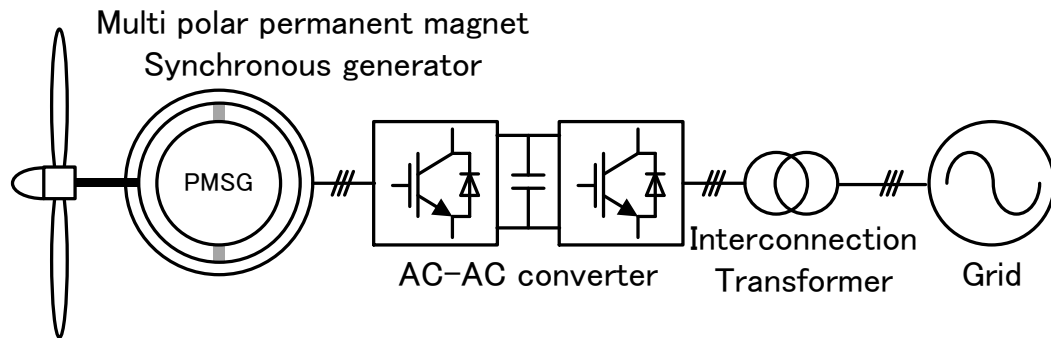 Multi polar permanent magnet
Synchronous generator
PMSG
AC-AC converter
Interconnection
Transformer
Grid